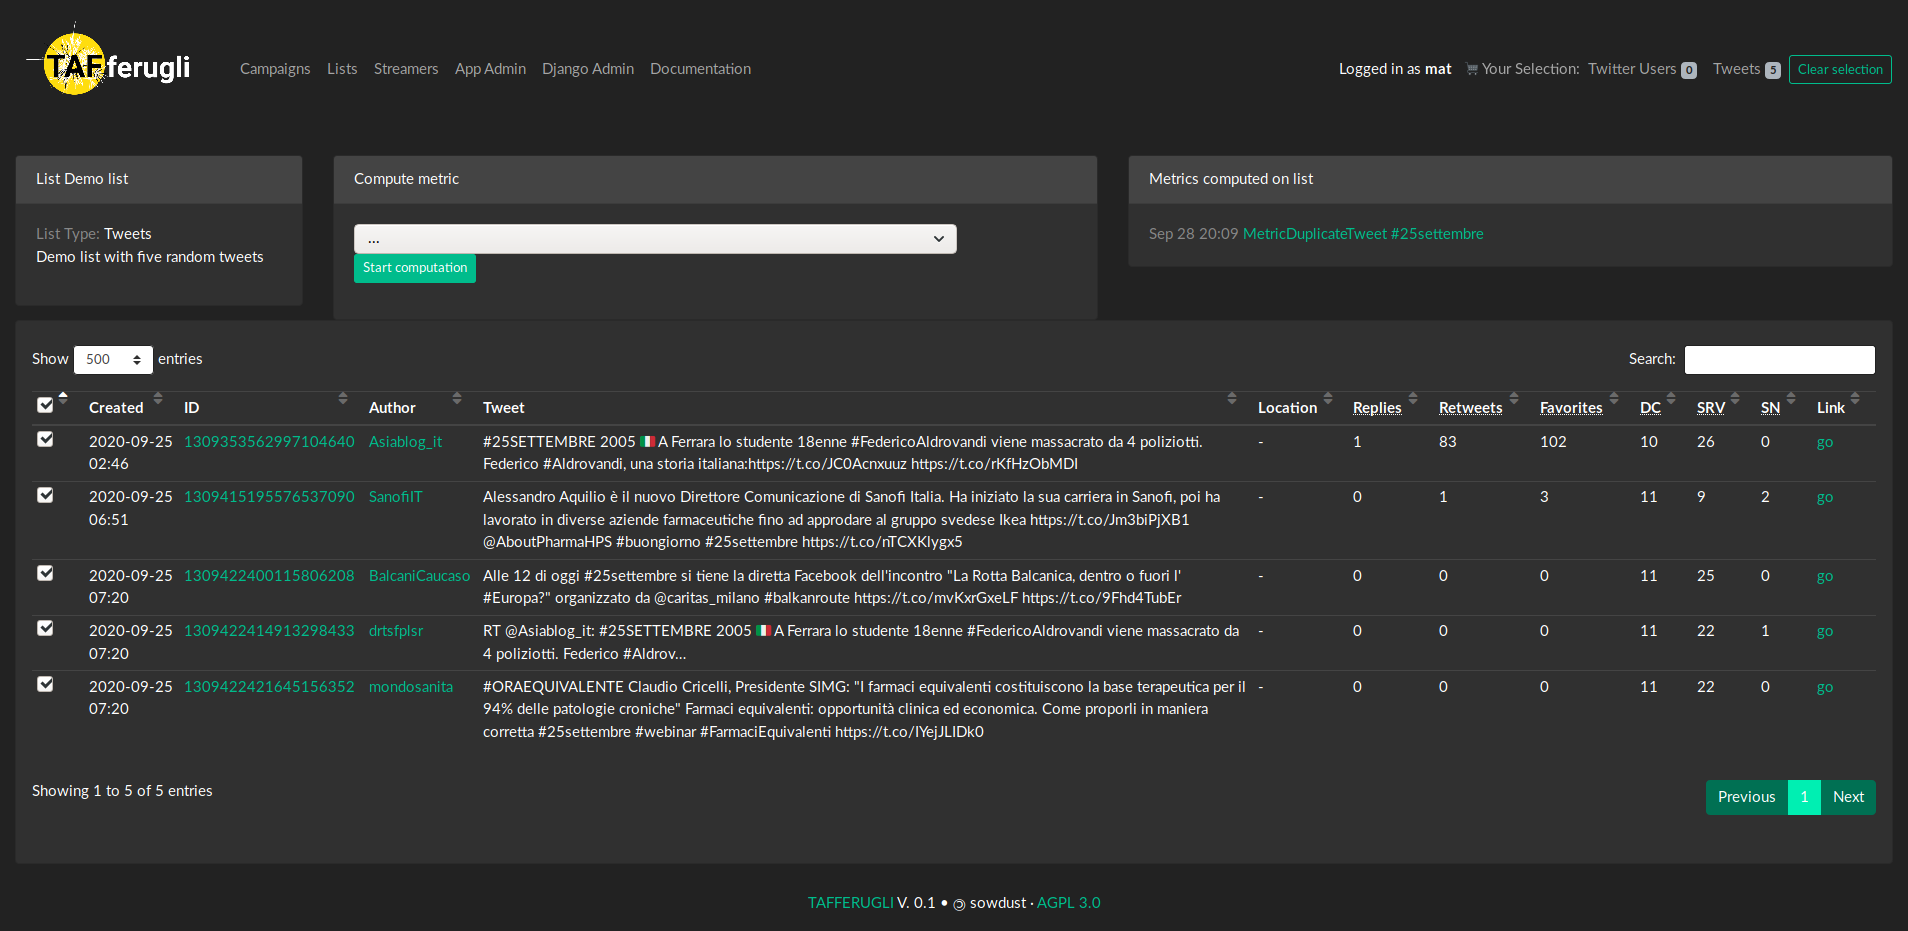 TAFferugli
Campaigns Lists Streamers App Admin Django Admin Documentation
Logged in as mat Your Selection: Twitter Users 0 Tweets 5 Clear selection
List Demo list
List Type: Tweets
Demo list with five random tweets
Compute metric
...
Start computation
Metrics computed on list
Sep 28 20:09 MetricDuplicateTweet #25settembre
Show 500 entries
Search:
Created ID Author Tweet Location Replies Retweets Favorites DC SRV SN Link
2020-09-25 1309353562997104640 Asiablog_it #25SETTEMBRE 2005 🇮🇹 A Ferrara lo studente 18enne #FedericoAldrovandi viene massacrato da 4 poliziotti. - 1 83 102 10 26 0 go
02:46 Federico #Aldrovandi, una storia italiana:https://t.co/JC0Acnxuuz https://t.co/rKfHzObMDI
2020-09-25 1309415195576537090 SanofiIT Alessandro Aquilio è il nuovo Direttore Comunicazione di Sanofi Italia. Ha iniziato la sua carriera in Sanofi, poi ha - 0 1 3 11 9 2 go
06:51 lavorato in diverse aziende farmaceutiche fino ad approdare al gruppo svedese Ikea https://t.co/Jm3biPjXB1
@AboutPharmaHPS #buongiorno #25settembre https://t.co/nTCXKlygx5
2020-09-25 1309422400115806208 BalcaniCaucaso Alle 12 di oggi #25settembre si tiene la diretta Facebook dell'incontro "La Rotta Balcanica, dentro o fuori l' - 0 0 0 11 25 0 go
07:20 #Europa?" organizzato da @caritas_milano #balkanroute https://t.co/mvKxrGxeLF https://t.co/9Fhd4TubEr
2020-09-25 1309422414913298433 drtsfplsr RT @Asiablog_it: #25SETTEMBRE 2005 🇮🇹 A Ferrara lo studente 18enne #FedericoAldrovandi viene massacrato da - 0 0 0 11 22 1 go
07:20 4 poliziotti. Federico #Aldrov…
2020-09-25 1309422421645156352 mondosanita #ORAEQUIVALENTE Claudio Cricelli, Presidente SIMG: "I farmaci equivalenti costituiscono la base terapeutica per il - 0 0 0 11 22 0 go
07:20 94% delle patologie croniche" Farmaci equivalenti: opportunità clinica ed economica. Come proporli in maniera
corretta #25settembre #webinar #FarmaciEquivalenti https://t.co/IYejJLIDk0
Showing 1 to 5 of 5 entries
Previous 1 Next
TAFFERUGLI V. 0.1 • sowdust · AGPL 3.0